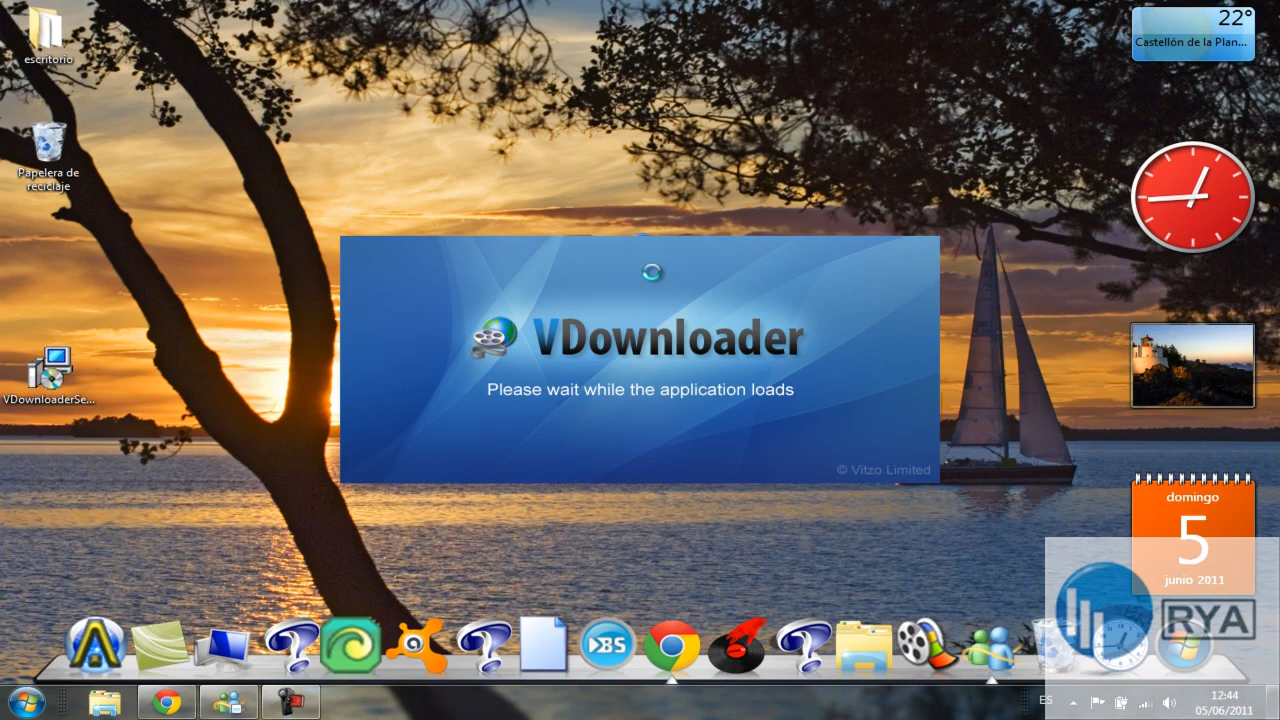 escritorio
Papelera de
reciclaje
VDownloaderSe...
22°
Castellón de la Plan...
VDownloader
Please wait while the application loads
© Vitzo Limited
domingo
5
junio 2011
DBS
RYA
ES
12:44
05/06/2011